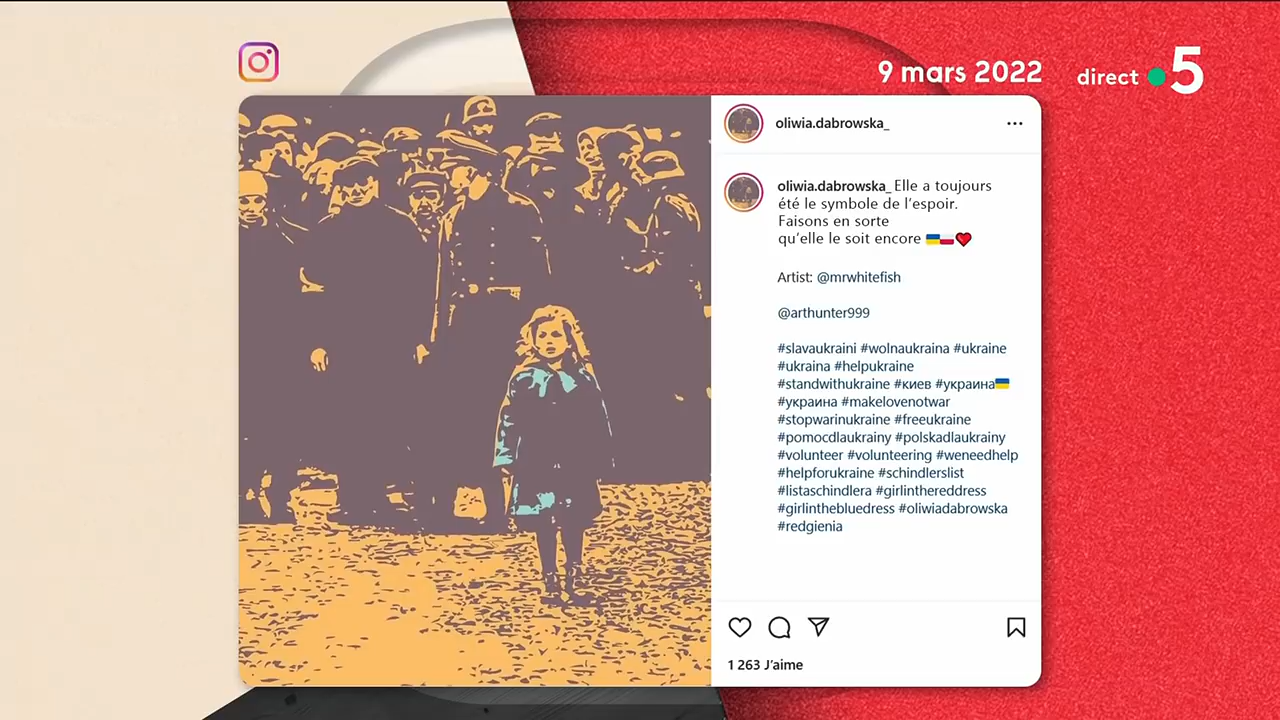 9 mars 2022
direct 5
oliwia.dabrowska_
oliwia.dabrowska_ Elle a toujours
été le symbole de l'espoir.
Faisons en sorte
qu'elle le soit encore 🇺🇦🇵🇱❤️
Artist: @mrwhitefish
@arthunter999
#slavaukraini #wolnaukraina #ukraine
#ukraina #helpukraine
#standwithukraine #киев #украина🇺🇦
#украина #makelovenotwar
#stopwarinukraine #freeukraine
#pomocdlaukrainy #polskadlaukrainy
#volunteer #volunteering #weneedhelp
#helpforukraine #schindlerslist
#listaschindlera #girlinthereddress
#girlinthebluedress #oliwiadabrowska
#redgienia
1 263 J'aime